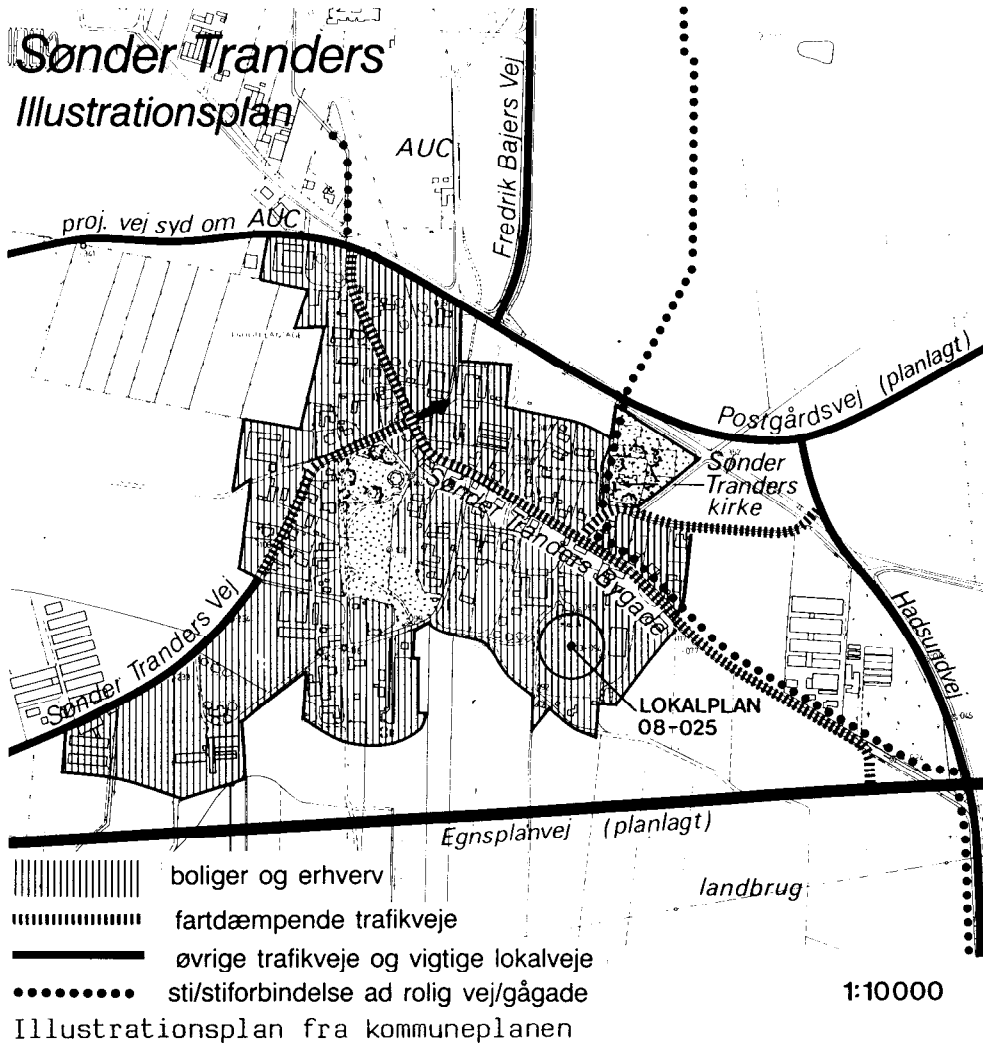 Sønder Tranders
Illustrationsplan
AUC
Fredrik Bajers Vej
proj. vej syd om AUC
Postgårdsvej (planlagt)
Sønder
Tranders
kirke
Sønder Tranders Bygade
Sønder Tranders Vej
Hadsundvej
LOKALPLAN
08-025
Egnsplanvej (planlagt)
landbrug
boliger og erhverv
fartdæmpende trafikveje
øvrige trafikveje og vigtige lokalveje
sti/stiforbindelse ad rolig vej/gågade
1:10000
Illustrationsplan fra kommuneplanen